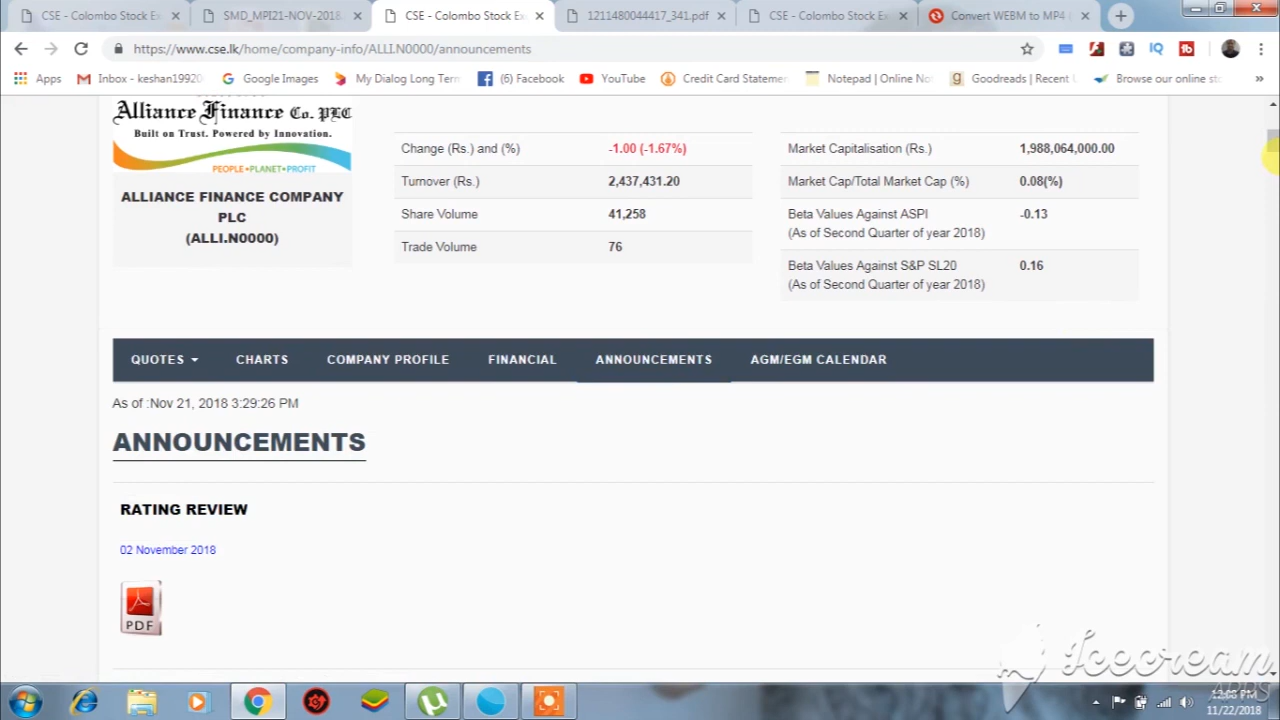 CSE - Colombo Stock Ex
SMD_MPI21-NOV-2018.
CSE - Colombo Stock Ex
1211480044417_341.pdf
CSE - Colombo Stock Ex
Convert WEBM to MP4
https://www.cse.lk/home/company-info/ALLI.N0000/announcements
Apps
Inbox - keshan19920
Google Images
My Dialog Long Term
(6) Facebook
YouTube
Credit Card Statemen
Notepad | Online No
Goodreads | Recent
Browse our online sto
Alliance Finance Co. PLC
Built on Trust. Powered by Innovation.
PEOPLE•PLANET•PROFIT
ALLIANCE FINANCE COMPANY
PLC
(ALLI.N0000)
Change (Rs.) and (%) -1.00 (-1.67%)
Turnover (Rs.) 2,437,431.20
Share Volume 41,258
Trade Volume 76
Market Capitalisation (Rs.) 1,988,064,000.00
Market Cap/Total Market Cap (%) 0.08(%)
Beta Values Against ASPI -0.13
(As of Second Quarter of year 2018)
Beta Values Against S&P SL20 0.16
(As of Second Quarter of year 2018)
QUOTES CHARTS COMPANY PROFILE FINANCIAL ANNOUNCEMENTS AGM/EGM CALENDAR
As of :Nov 21, 2018 3:29:26 PM
ANNOUNCEMENTS
RATING REVIEW
02 November 2018
PDF
Icecream
APPS
11/22/2018